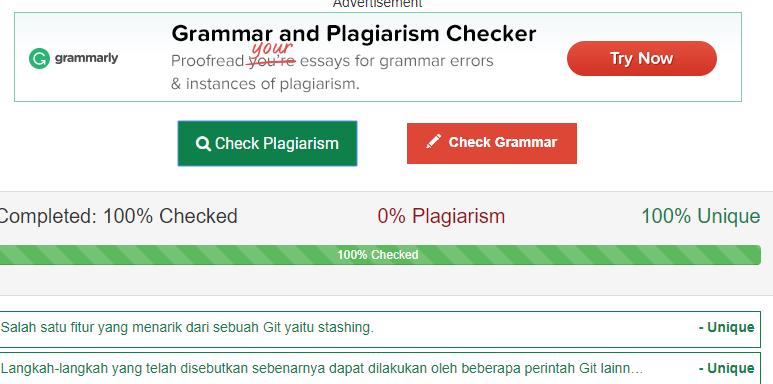 Advertisement
grammarly
Grammar and Plagiarism Checker
your
Proofread you're essays for grammar errors
& instances of plagiarism.
Try Now
Check Plagiarism
Check Grammar
Completed: 100% Checked
0% Plagiarism
100% Unique
100% Checked
Salah satu fitur yang menarik dari sebuah Git yaitu stashing.
- Unique
Langkah-langkah yang telah disebutkan sebenarnya dapat dilakukan oleh beberapa perintah Git lainn...
- Unique